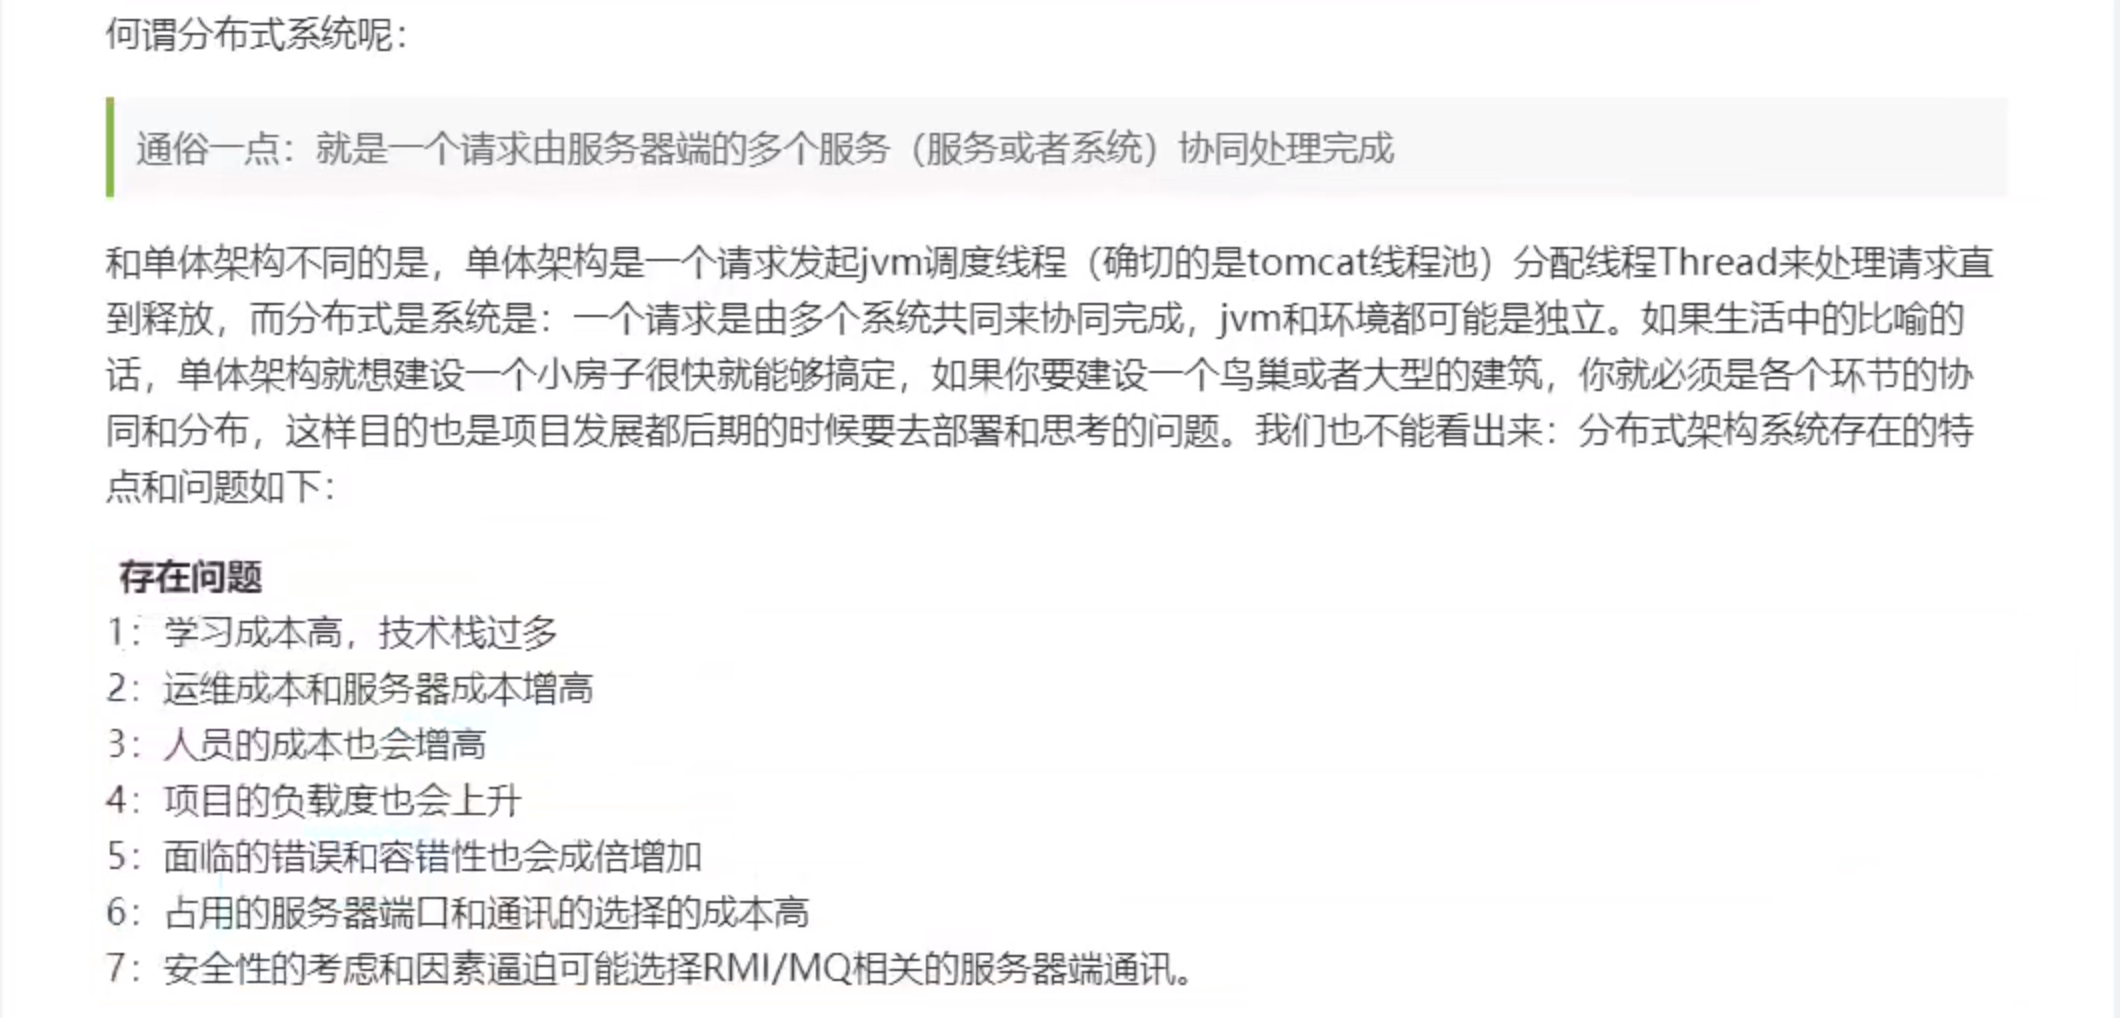 何谓分布式系统呢：
通俗一点：就是一个请求由服务器端的多个服务（服务或者系统）协同处理完成
和单体架构不同的是，单体架构是一个请求发起jvm调度线程（确切的是tomcat线程池）分配线程Thread来处理请求直
到释放，而分布式是系统是：一个请求是由多个系统共同来协同完成，jvm和环境都可能是独立。如果生活中的比喻的
话，单体架构就想建设一个小房子很快就能够搞定，如果你要建设一个鸟巢或者大型的建筑，你就必须是各个环节的协
同和分布，这样目的也是项目发展都后期的时候要去部署和思考的问题。我们也不能看出来：分布式架构系统存在的特
点和问题如下：
存在问题
1：学习成本高，技术栈过多
2：运维成本和服务器成本增高
3：人员的成本也会增高
4：项目的负载度也会上升
5：面临的错误和容错性也会成倍增加
6：占用的服务器端口和通讯的选择的成本高
7：安全性的考虑和因素逼迫可能选择RMI/MQ相关的服务器端通讯。